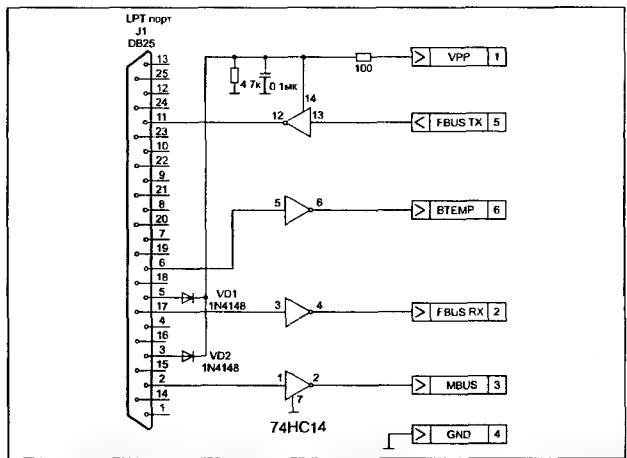 LPT порт
J1
DB25
13
25
12
24
11
23
10
22
9
21
8
20
7
19
6
18
5
17
4
16
3
15
2
14
1
4 7к
0 1мк
100
VPP 1
14
12 13
FBUS TX 5
5 6
BTEMP 6
VD1
1N4148
3 4
FBUS RX 2
VD2
1N4148
1 2
7
MBUS 3
74HC14
GND 4